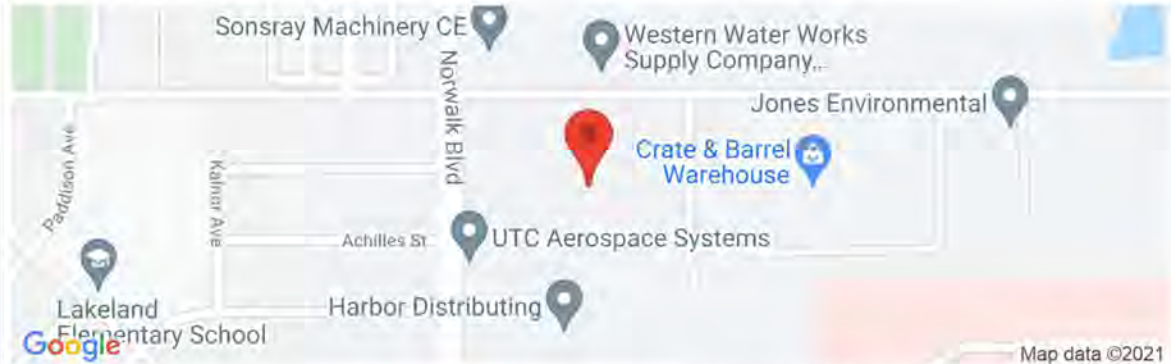 Sonsray Machinery CE
Western Water Works
Supply Company,..
Norwalk Blvd
Jones Environmental
Paddison Ave
Kalnor Ave
Crate & Barrel
Warehouse
Achilles St
UTC Aerospace Systems
Lakeland
Elementary School
Harbor Distributing
Google
Map data ©2021